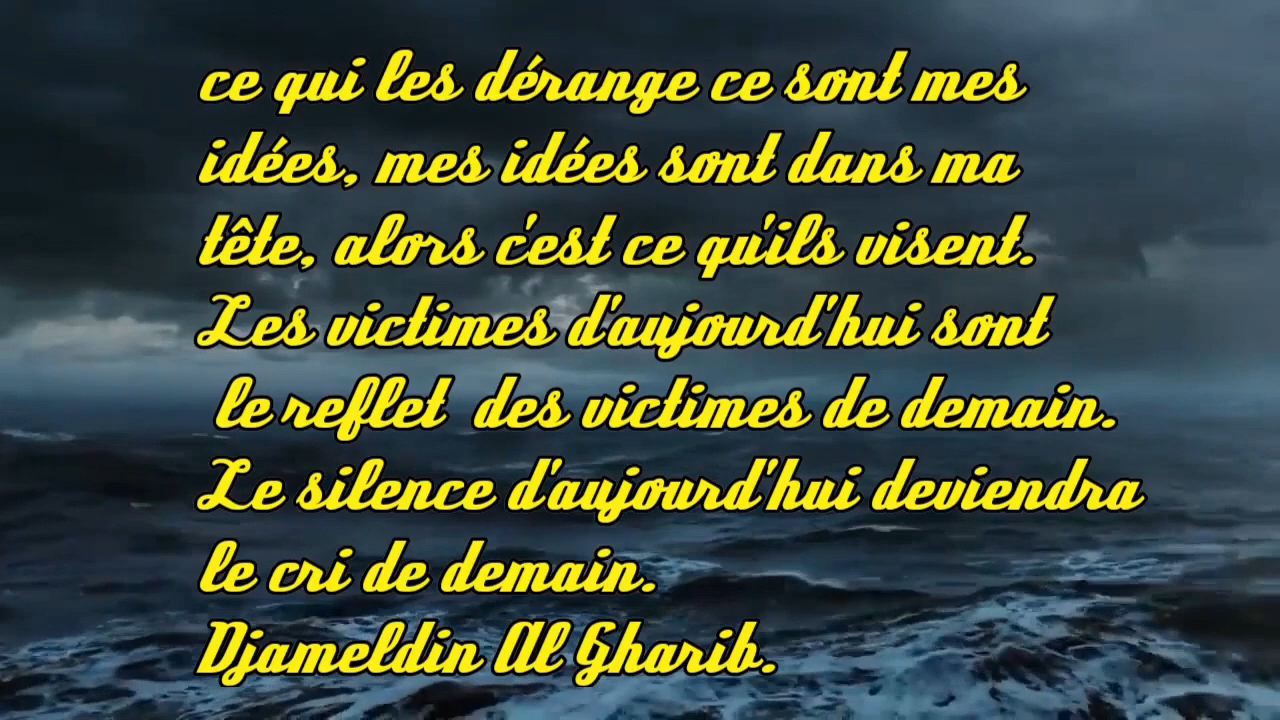 ce qui les dérange ce sont mes
idées, mes idées sont dans ma
tête, alors c'est ce qu'ils visent.
Les victimes d'aujourd'hui sont
le reflet des victimes de demain.
Le silence d'aujourd'hui deviendra
le cri de demain.
Djameldin Al Gharib.